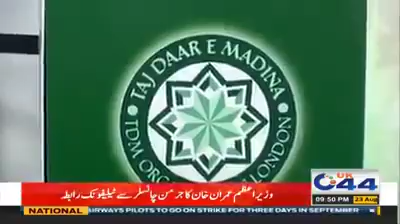 TAJ DAAR E MADINA
TDM ORG LONDON
UK
C44
وزیراعظم عمران خان کا جرمن چانسلر سے ٹیلیفونک رابطہ
09:50 PM 23 Aug
NATIONAL AIRWAYS PILOTS TO GO ON STRIKE FOR THREE DAYS IN SEPTEMBER